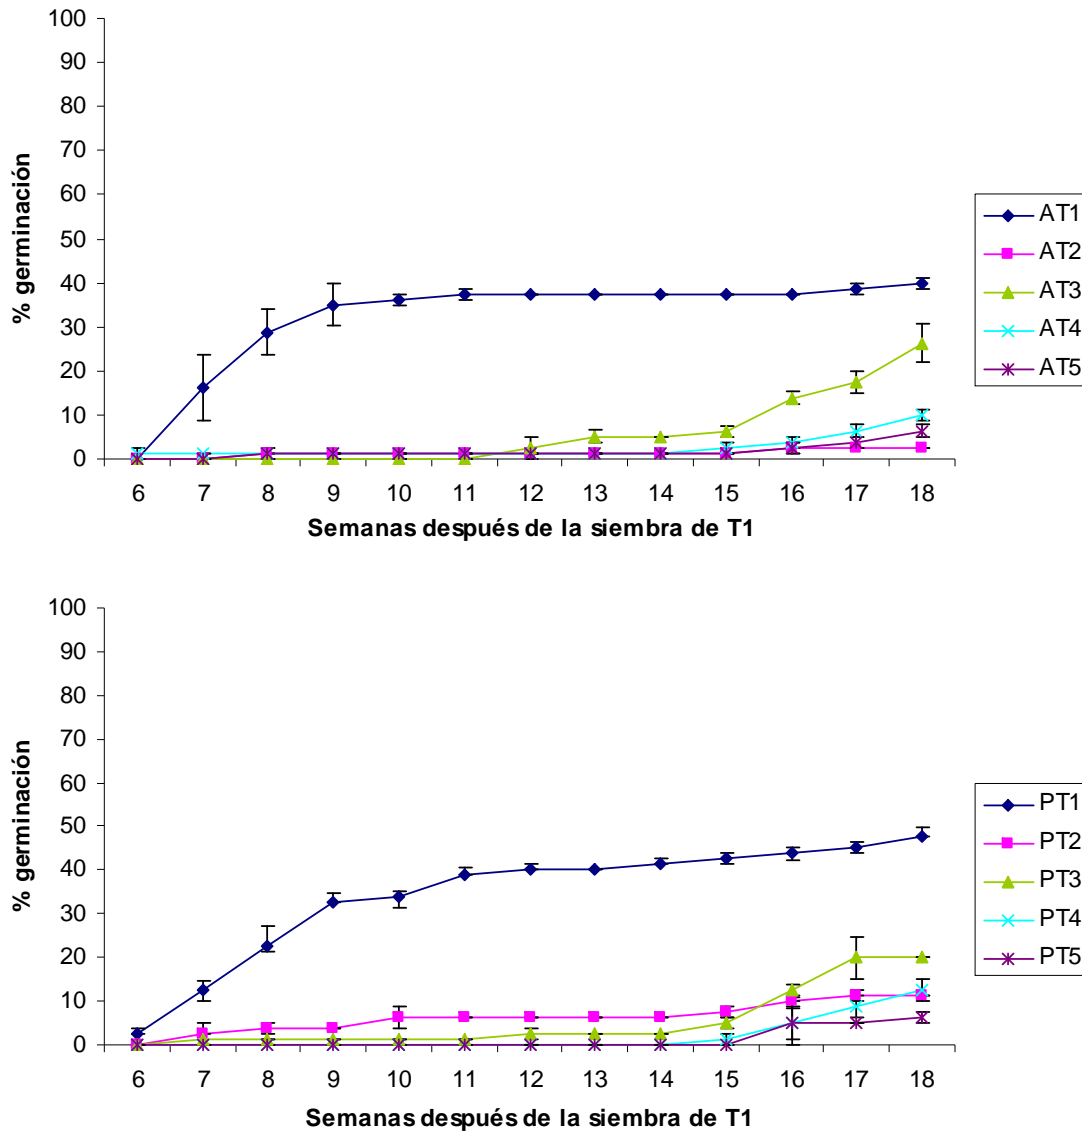 100
90
80
70
60
50
40
30
20
10
0
% germinación
6 7 8 9 10 11 12 13 14 15 16 17 18
Semanas después de la siembra de T1
AT1
AT2
AT3
AT4
AT5
100
90
80
70
60
50
40
30
20
10
0
% germinación
6 7 8 9 10 11 12 13 14 15 16 17 18
Semanas después de la siembra de T1
PT1
PT2
PT3
PT4
PT5